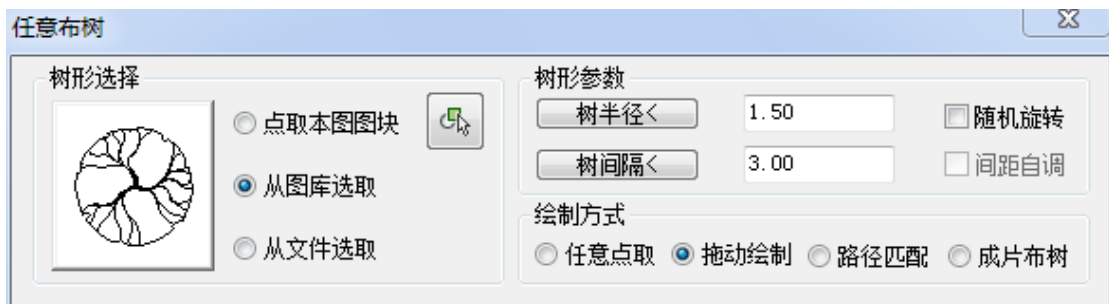 任意布树
树形选择
点取本图图块
从图库选取
从文件选取
树形参数
树半径<
1.50
随机旋转
树间隔<
3.00
间距自调
绘制方式
任意点取
拖动绘制
路径匹配
成片布树